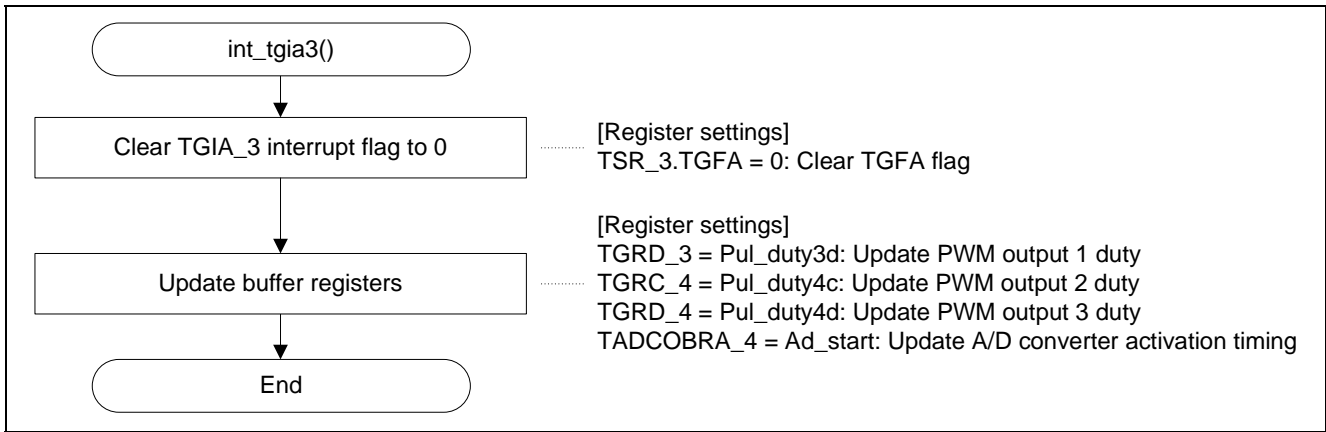 int_tgia3()
Clear TGIA_3 interrupt flag to 0
[Register settings]
TSR_3.TGFA = 0: Clear TGFA flag
Update buffer registers
[Register settings]
TGRD_3 = Pul_duty3d: Update PWM output 1 duty
TGRC_4 = Pul_duty4c: Update PWM output 2 duty
TGRD_4 = Pul_duty4d: Update PWM output 3 duty
TADCOBRA_4 = Ad_start: Update A/D converter activation timing
End